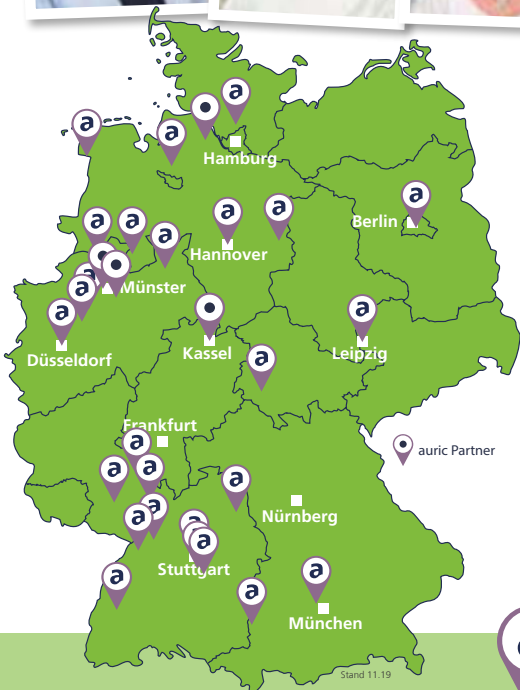 a
a
a
Hamburg
a
Berlin
a
a
a
a
a
Hannover
a
a
Münster
a
a
Düsseldorf
Kassel
Leipzig
a
Frankfurt
a
a
a
auric Partner
a
Nürnberg
a
a
a
a
Stuttgart
a
a
a
München
Stand 11.19